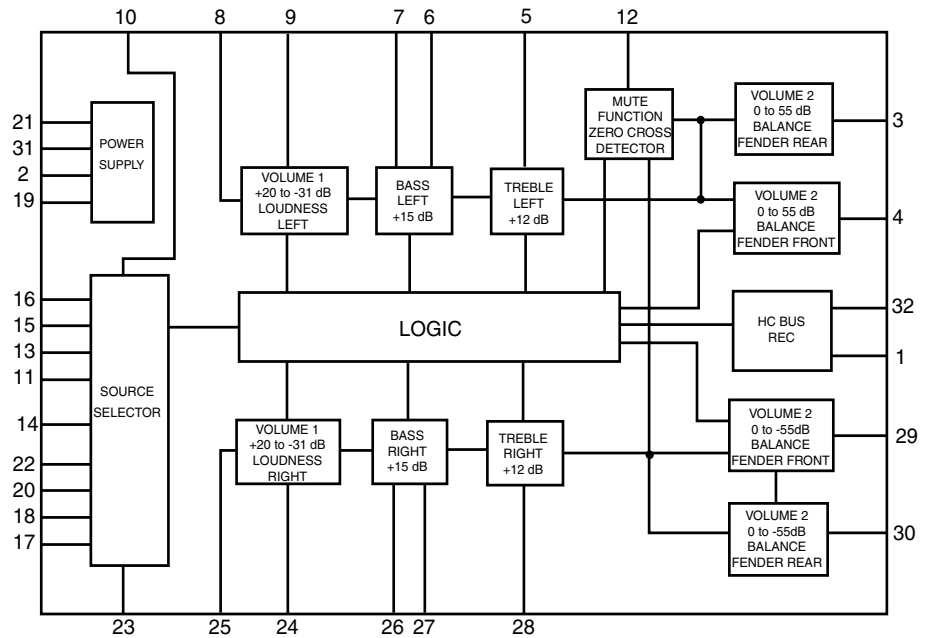 10
8
9
7
6
5
12
21
31
2
19
POWER
SUPPLY
MUTE
FUNCTION
ZERO CROSS
DETECTOR
VOLUME 2
0 to 55 dB
BALANCE
FENDER REAR
3
VOLUME 1
+20 to -31 dB
LOUDNESS
LEFT
BASS
LEFT
+15 dB
TREBLE
LEFT
+12 dB
VOLUME 2
0 to 55 dB
BALANCE
FENDER FRONT
4
16
15
13
11
14
22
20
18
17
SOURCE
SELECTOR
LOGIC
HC BUS
REC
32
1
VOLUME 1
+20 to -31 dB
LOUDNESS
RIGHT
BASS
RIGHT
+15 dB
TREBLE
RIGHT
+12 dB
VOLUME 2
0 to -55dB
BALANCE
FENDER FRONT
29
VOLUME 2
0 to -55dB
BALANCE
FENDER REAR
30
23
25
24
26
27
28